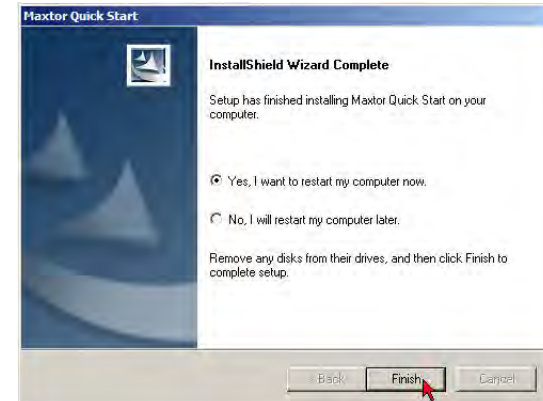 Maxtor Quick Start
InstallShield Wizard Complete
Setup has finished installing Maxtor Quick Start on your
computer.
Yes, I want to restart my computer now.
No, I will restart my computer later.
Remove any disks from their drives, and then click Finish to
complete setup.
Back Finish Cancel